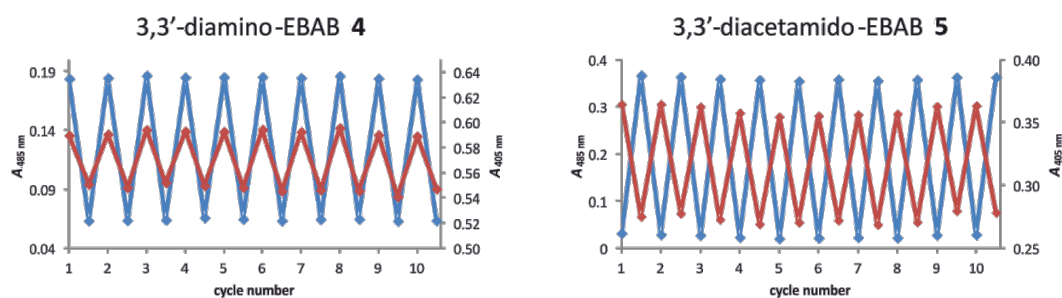 3,3’-diamino-EBAB 4
0.19
0.14
0.09
0.04
A485 nm
0.64
0.62
0.60
0.58
0.56
0.54
0.52
0.50
A405 nm
1 2 3 4 5 6 7 8 9 10
cycle number
3,3’-diacetamido-EBAB 5
0.4
0.3
0.2
0.1
0
A485 nm
0.40
0.35
0.30
0.25
A405 nm
1 2 3 4 5 6 7 8 9 10
cycle number